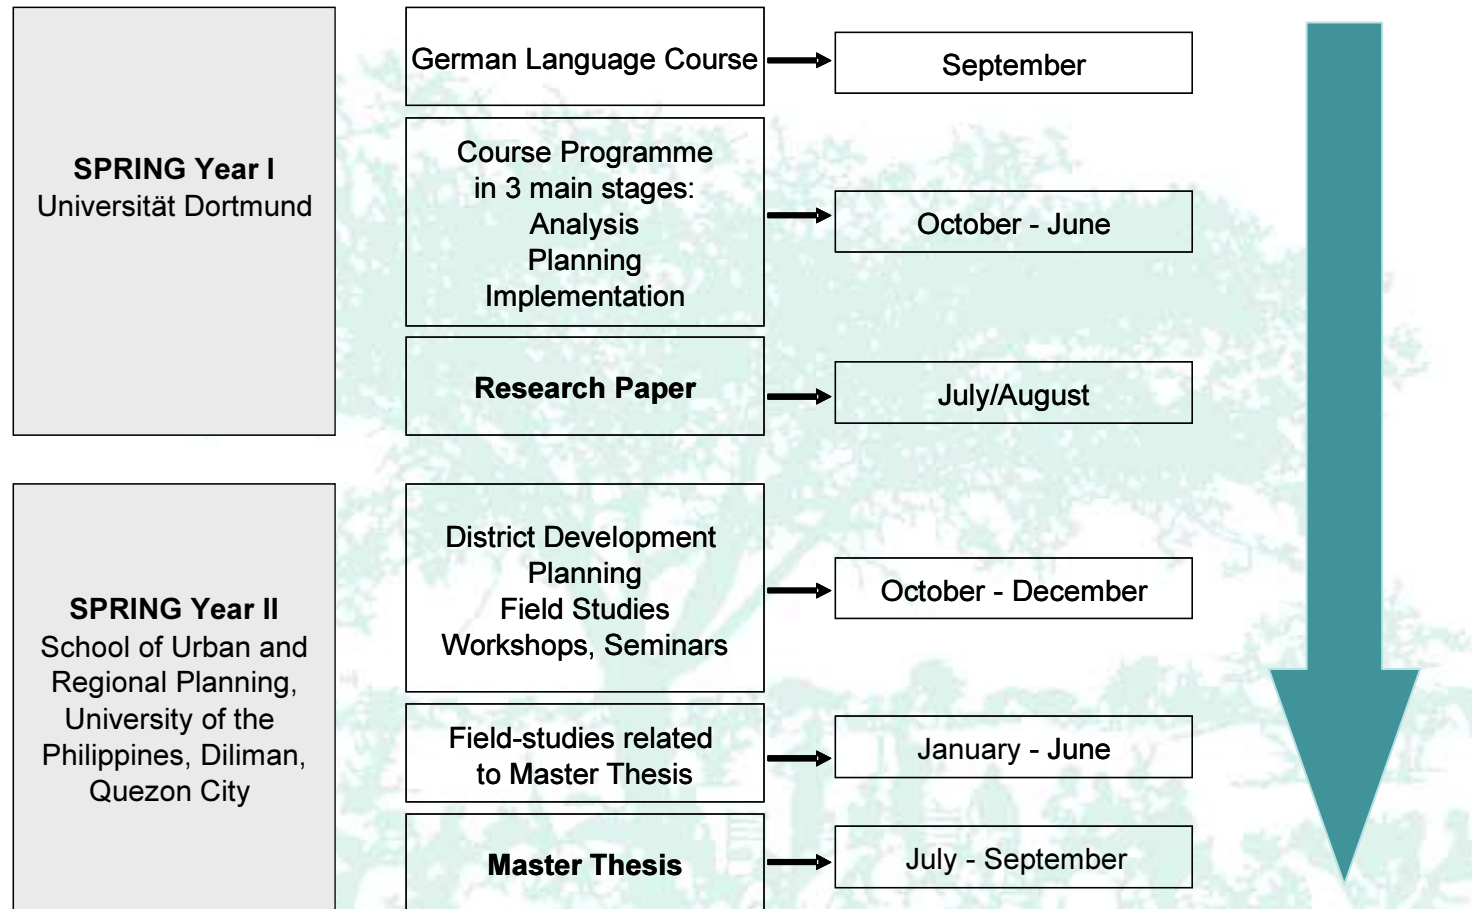 German Language Course
September
SPRING Year I
Universität Dortmund
Course Programme
in 3 main stages:
Analysis
Planning
Implementation
October - June
Research Paper
July/August
SPRING Year II
School of Urban and
Regional Planning,
University of the
Philippines, Diliman,
Quezon City
District Development
Planning
Field Studies
Workshops, Seminars
October - December
Field-studies related
to Master Thesis
January - June
Master Thesis
July - September